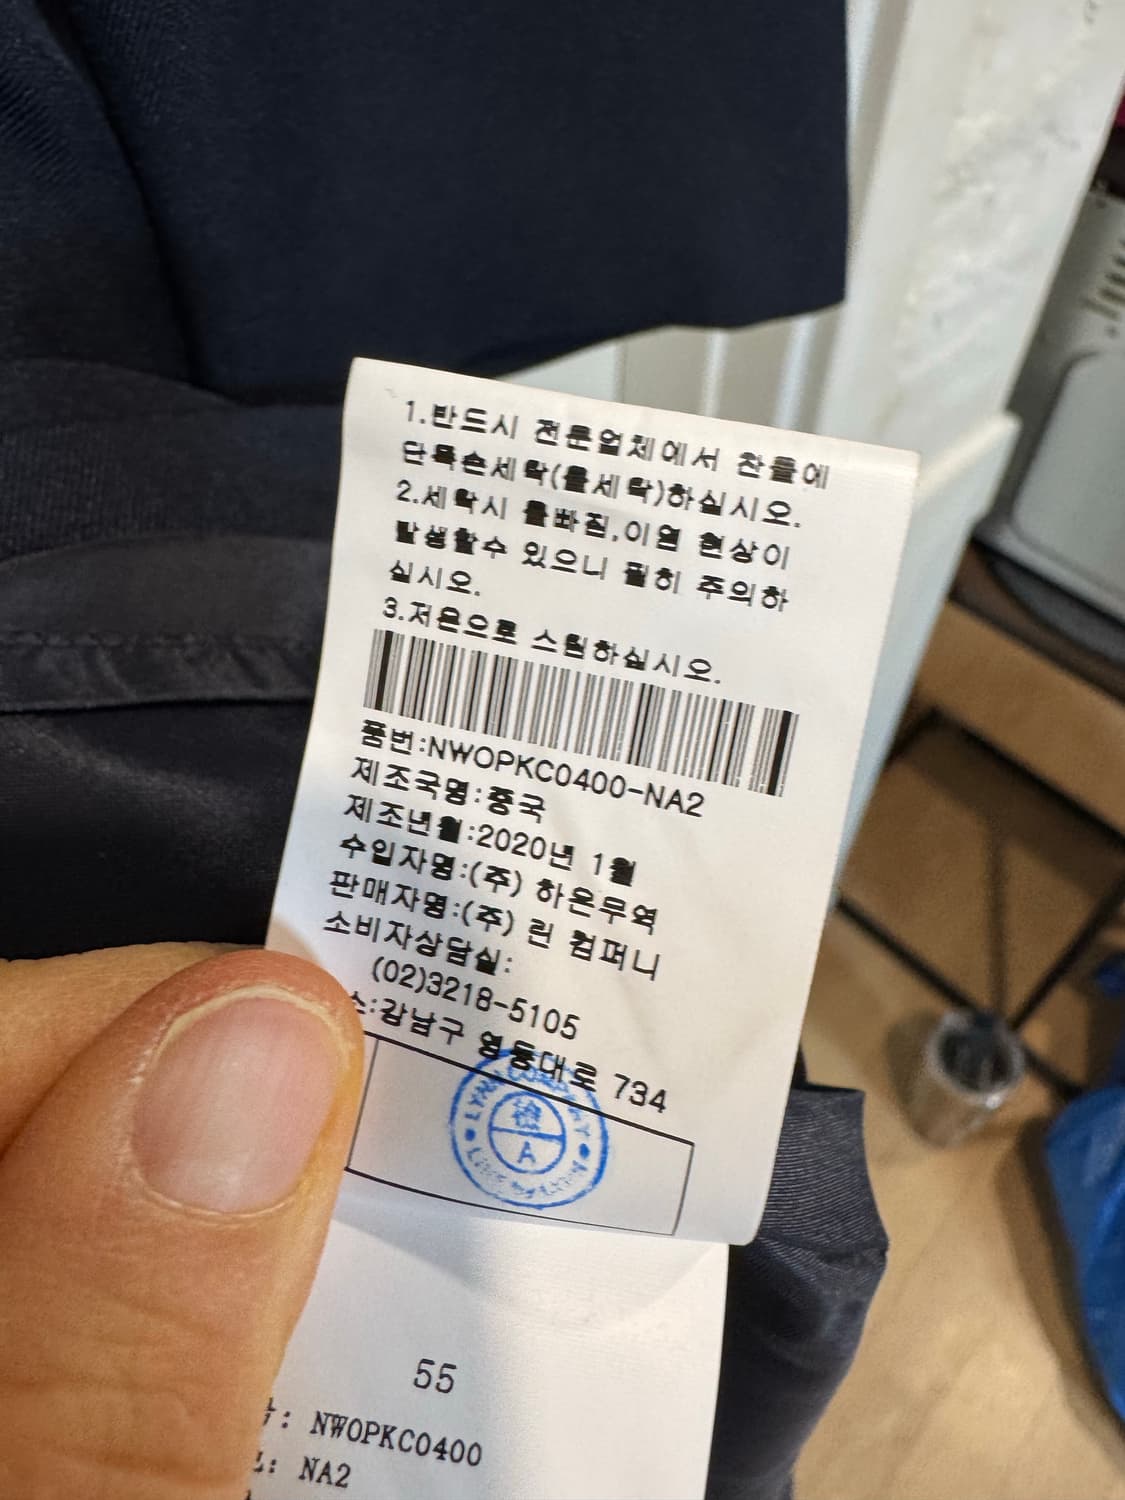 1.반드시 전문업체에서 찬물에
단독손세탁(물세탁)하십시오.
2.세탁시 물빠짐,이염 현상이
발생할수 있으니 필히 주의하
십시오.
3.저온으로 스팀하십시오.
품번:NWOPKC0400-NA2
제조국명:중국
제조년월:2020년 1월
수입자명:(주) 하온무역
판매자명:(주) 린 컴퍼니
소비자상담실:
(02)3218-5105
소:강남구 영동대로 734
LYNN COMPANY
檢
A
55
: NWOPKC0400
: NA2